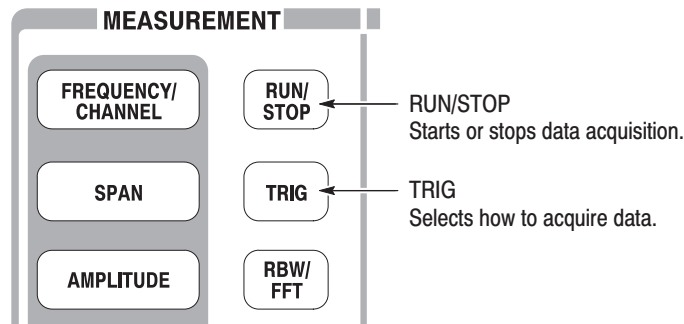 MEASUREMENT
FREQUENCY/
CHANNEL
RUN/
STOP
RUN/STOP
Starts or stops data acquisition.
SPAN
TRIG
TRIG
Selects how to acquire data.
AMPLITUDE
RBW/
FFT